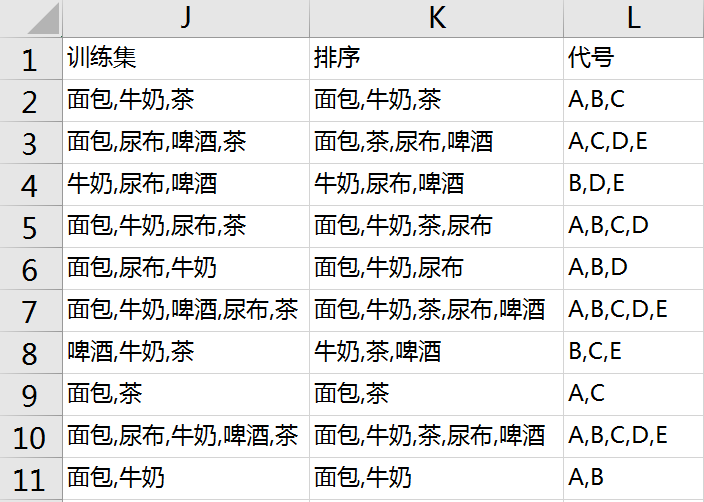 J K L
1 训练集 排序 代号
2 面包,牛奶,茶 面包,牛奶,茶 A,B,C
3 面包,尿布,啤酒,茶 面包,茶,尿布,啤酒 A,C,D,E
4 牛奶,尿布,啤酒 牛奶,尿布,啤酒 B,D,E
5 面包,牛奶,尿布,茶 面包,牛奶,茶,尿布 A,B,C,D
6 面包,尿布,牛奶 面包,牛奶,尿布 A,B,D
7 面包,牛奶,啤酒,尿布,茶 面包,牛奶,茶,尿布,啤酒 A,B,C,D,E
8 啤酒,牛奶,茶 牛奶,茶,啤酒 B,C,E
9 面包,茶 面包,茶 A,C
10 面包,尿布,牛奶,啤酒,茶 面包,牛奶,茶,尿布,啤酒 A,B,C,D,E
11 面包,牛奶 面包,牛奶 A,B